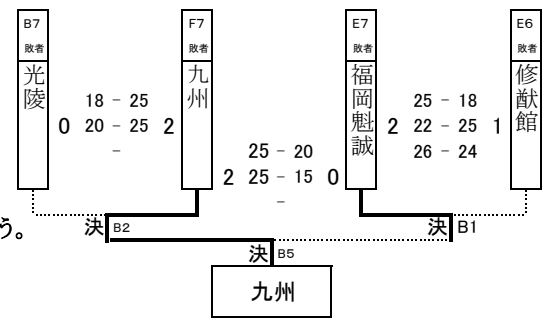 B7 F7 E7 E6
敗者 敗者 敗者 敗者
光陵 九州 福岡魁誠 修猷館
18 - 25 25 - 18
0 20 - 25 2 2 22 - 25 1
- 26 - 24
25 - 20
2 25 - 15 0
-
う。
決 B2 決 B1
決 B5
九州